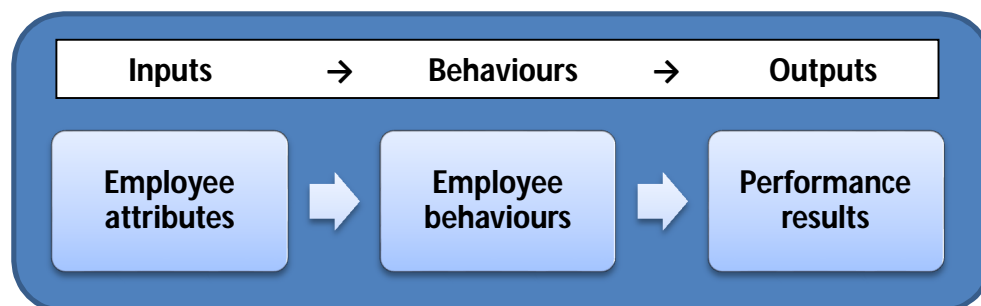 Inputs → Behaviours → Outputs
Employee Employee Performance
attributes behaviours results